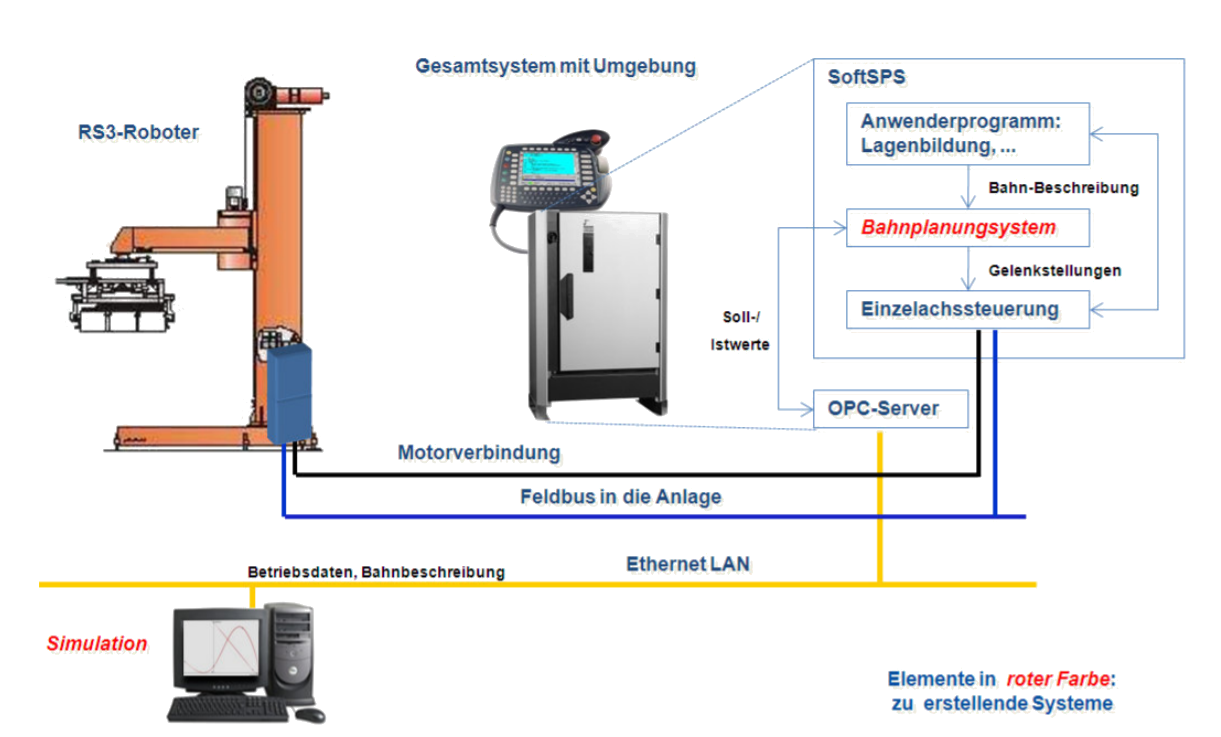 Gesamtsystem mit Umgebung
RS3-Roboter
SoftSPS
Anwenderprogramm:
Lagenbildung, ...
Bahn-Beschreibung
Bahnplanungsystem
Gelenkstellungen
Einzelachssteuerung
Soll-/
Istwerte
OPC-Server
Motorverbindung
Feldbus in die Anlage
Ethernet LAN
Betriebsdaten, Bahnbeschreibung
Simulation
Elemente in roter Farbe:
zu erstellende Systeme